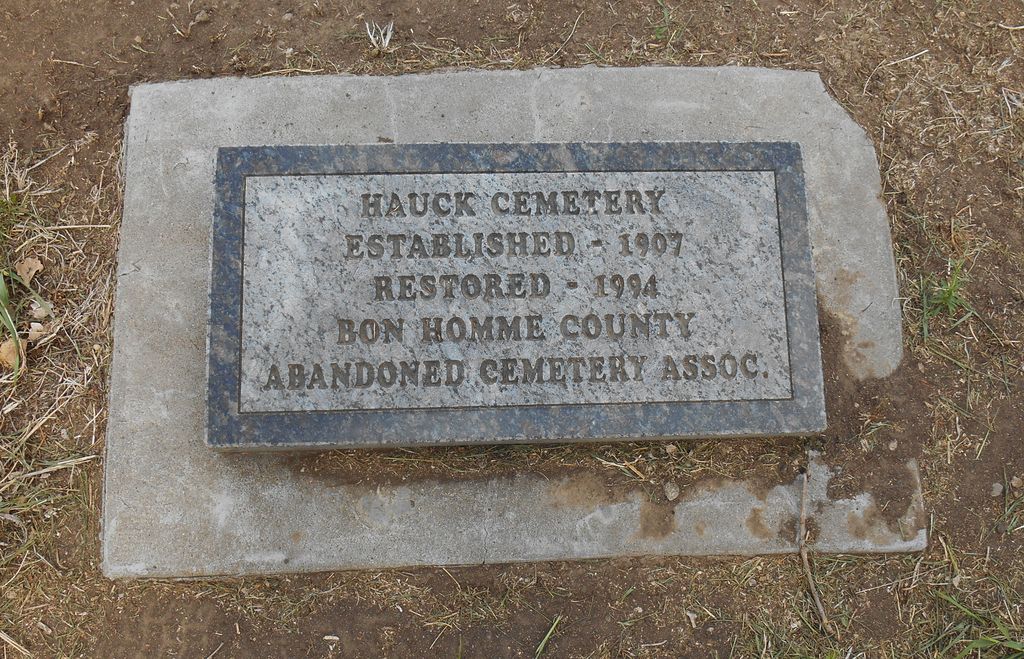 HAUCK CEMETERY
ESTABLISHED - 1907
RESTORED - 1994
BON HOMME COUNTY
ABANDONED CEMETERY ASSOC.